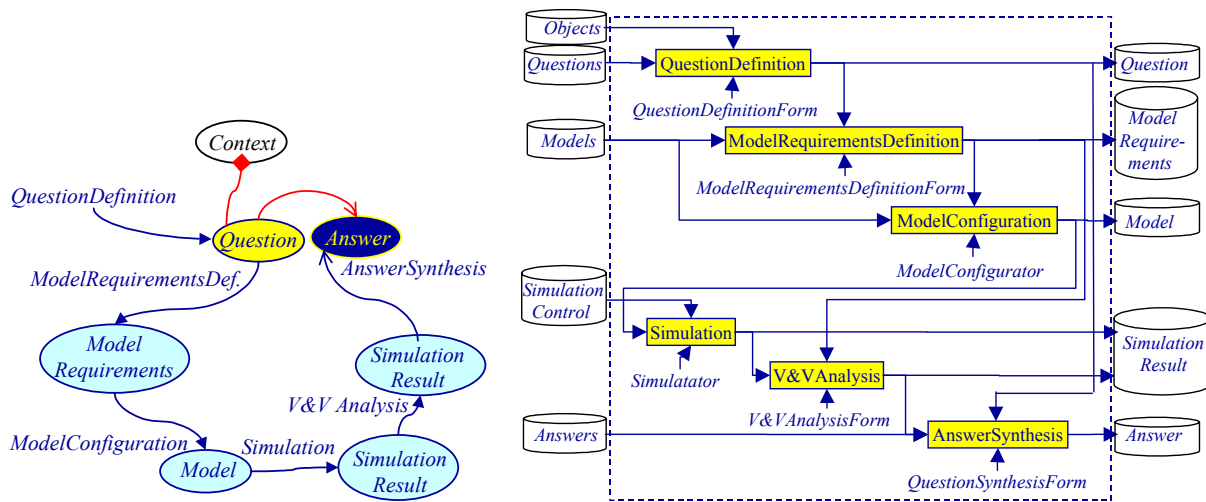 Context
QuestionDefinition
Question
Answer
AnswerSynthesis
ModelRequirementsDef.
Model
Requirements
Simulation
Result
V&V Analysis
ModelConfiguration
Simulation
Model
Simulation
Result
Objects
Questions
QuestionDefinition
Question
QuestionDefinitionForm
Models
ModelRequirementsDefinition
Model
Require-
ments
ModelRequirementsDefinitionForm
ModelConfiguration
Model
ModelConfigurator
Simulation
Control
Simulation
Simulation
Result
Simulatator
V&VAnalysis
V&VAnalysisForm
Answers
AnswerSynthesis
Answer
QuestionSynthesisForm